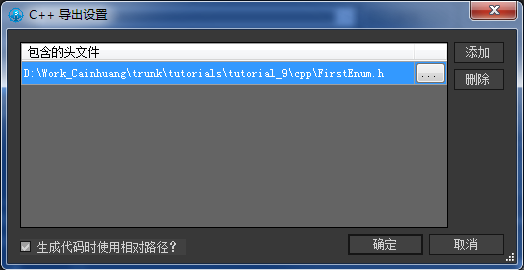 C++ 导出设置
包含的头文件
添加
D:\Work_Cainhuang\trunk\tutorials\tutorial_9\cpp\FirstEnum.h
...
删除
生成代码时使用相对路径?
确定
取消